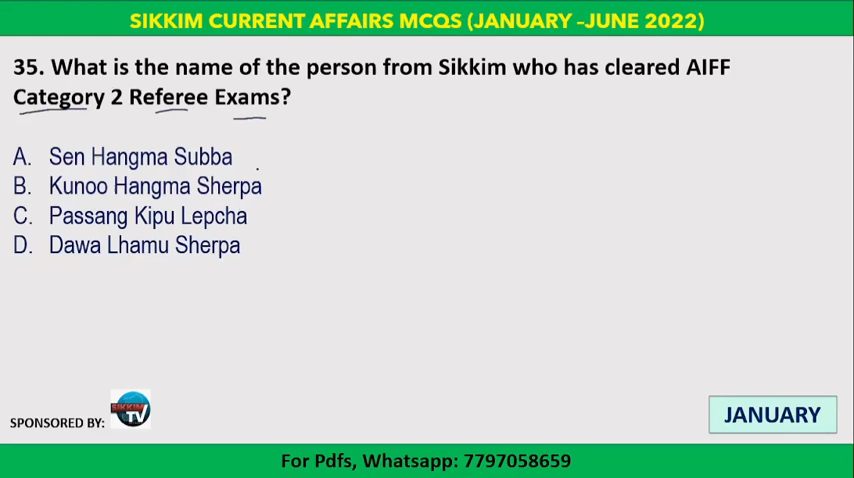 SIKKIM CURRENT AFFAIRS MCQS (JANUARY –JUNE 2022)
35. What is the name of the person from Sikkim who has cleared AIFF
Category 2 Referee Exams?
A. Sen Hangma Subba
B. Kunoo Hangma Sherpa
C. Passang Kipu Lepcha
D. Dawa Lhamu Sherpa
SIKKIM
TV
SPONSORED BY:
JANUARY
For Pdfs, Whatsapp: 7797058659